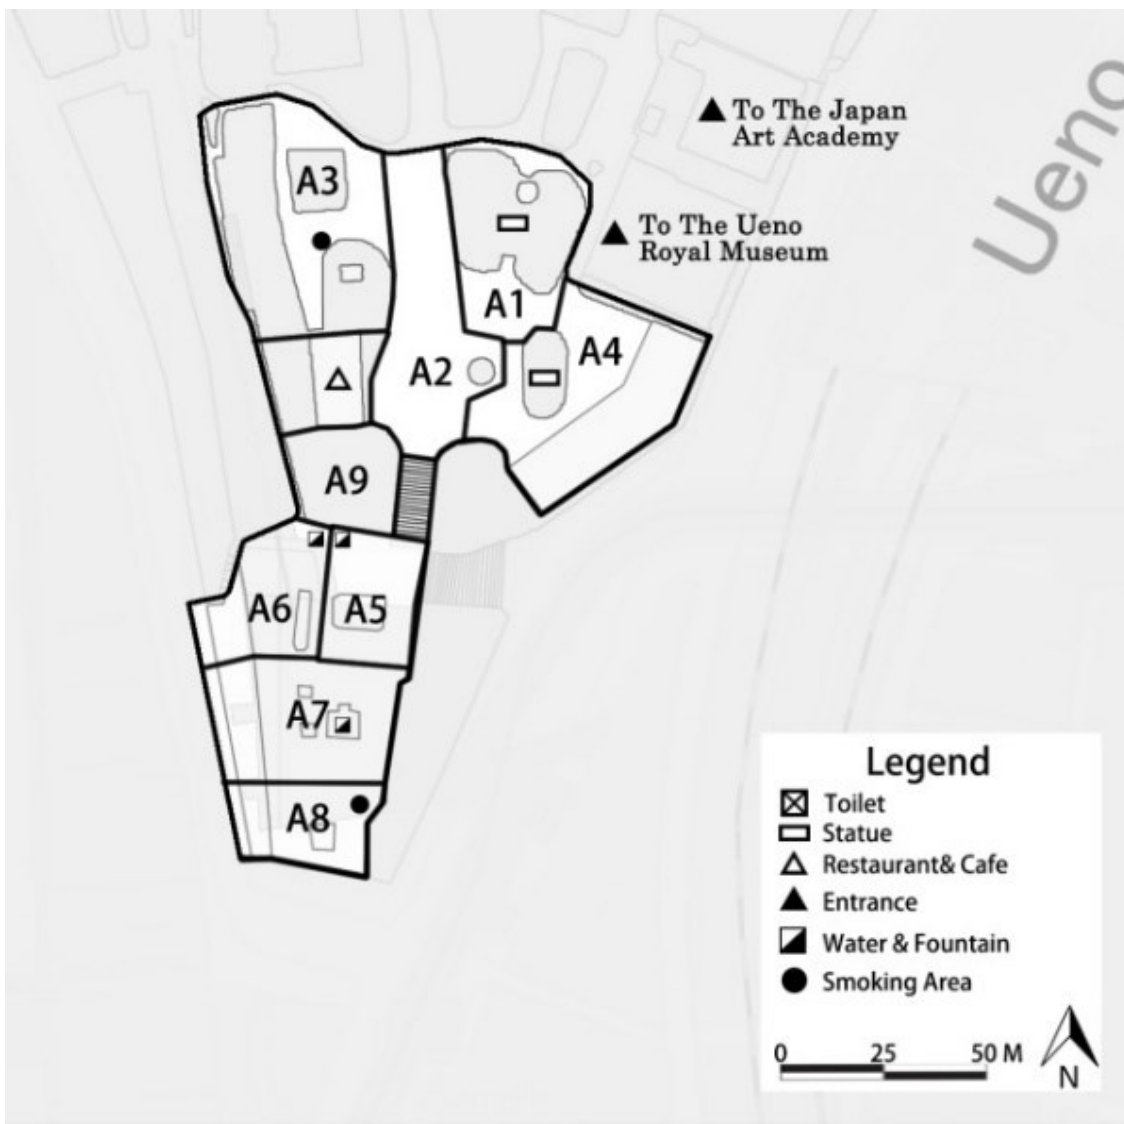 To The Japan
Art Academy
Ueno
A3
To The Ueno
Royal Museum
A1
A4
A2
A9
A6
A5
A7
A8
Legend
Toilet
Statue
Restaurant& Cafe
Entrance
Water & Fountain
Smoking Area
0 25 50 M
N